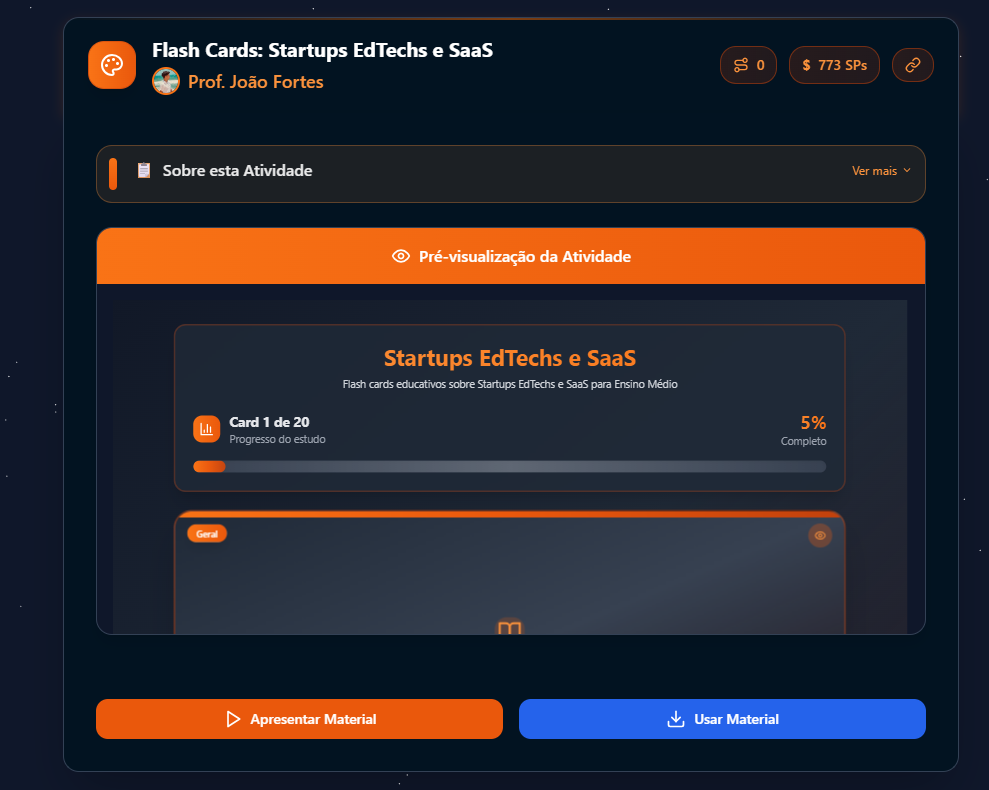 Flash Cards: Startups EdTechs e SaaS
Prof. João Fortes
0
$ 773 SPs
Sobre esta Atividade
Ver mais
Pré-visualização da Atividade
Startups EdTechs e SaaS
Flash cards educativos sobre Startups EdTechs e SaaS para Ensino Médio
Card 1 de 20
Progresso do estudo
5%
Completo
Geral
Apresentar Material
Usar Material